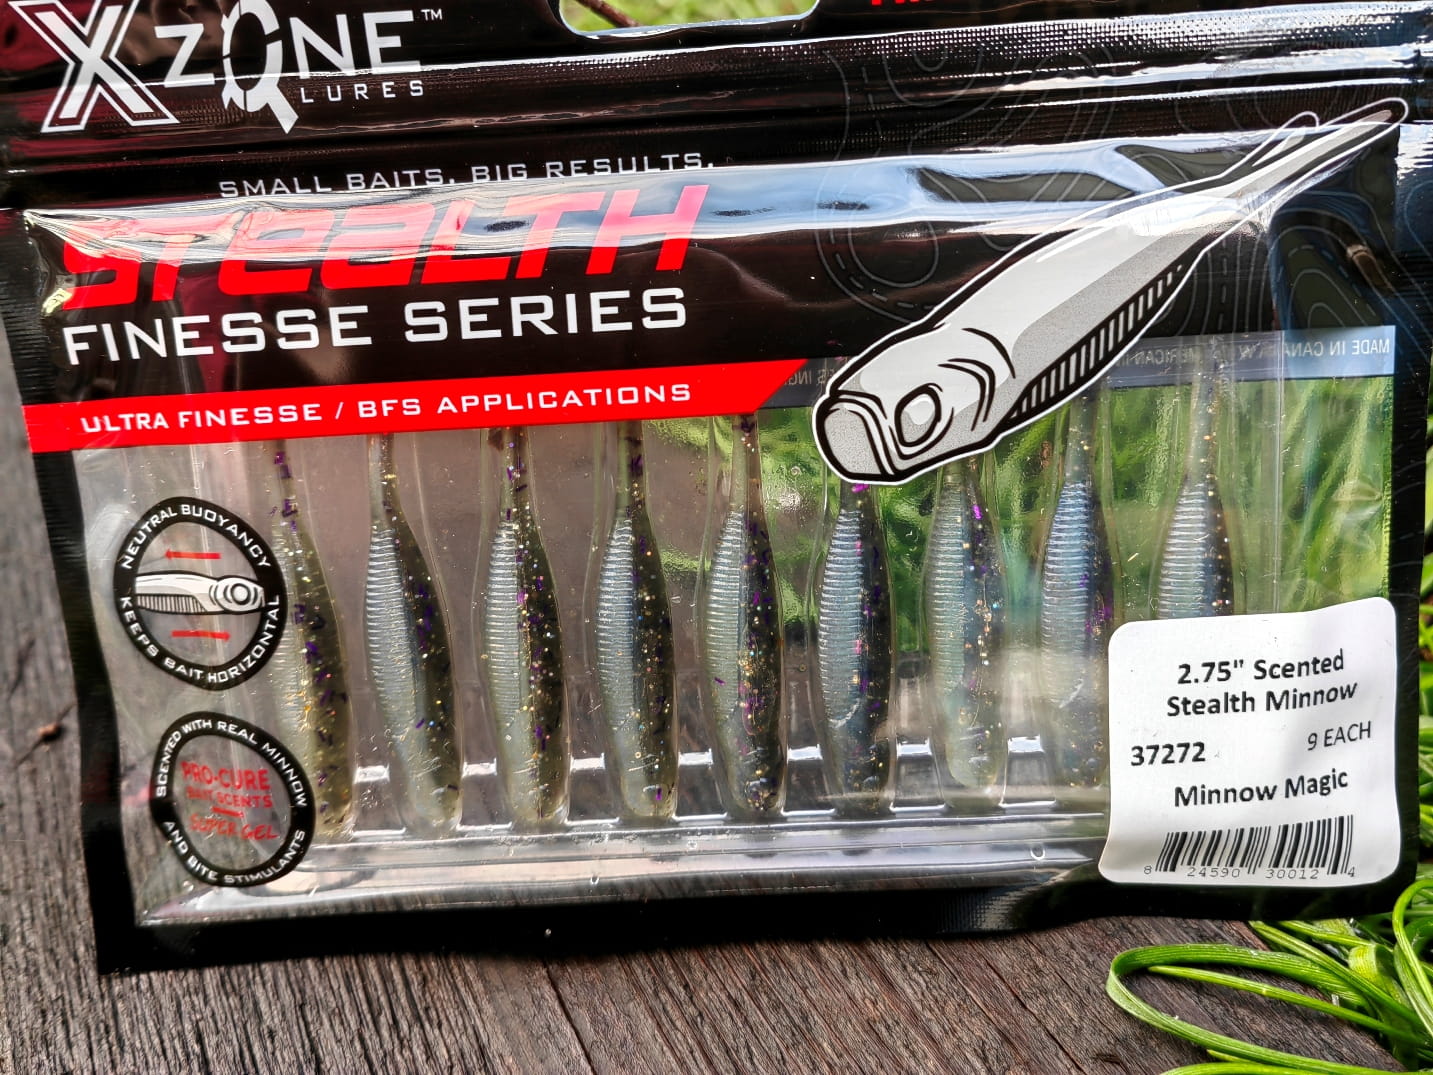 X ZONE™
LURES
SMALL BAITS. BIG RESULTS.
STEALTH
FINESSE SERIES
ULTRA FINESSE / BFS APPLICATIONS
MADE IN CANA
NEUTRAL BUOYANCY
KEEPS BAIT HORIZONTAL
SCENTED WITH REAL MINNOW
PRO-CURE
BAIT SCENTS
SUPER GEL
AND BITE STIMULANTS
2.75" Scented
Stealth Minnow
37272 9 EACH
Minnow Magic
8 24590 30012 4